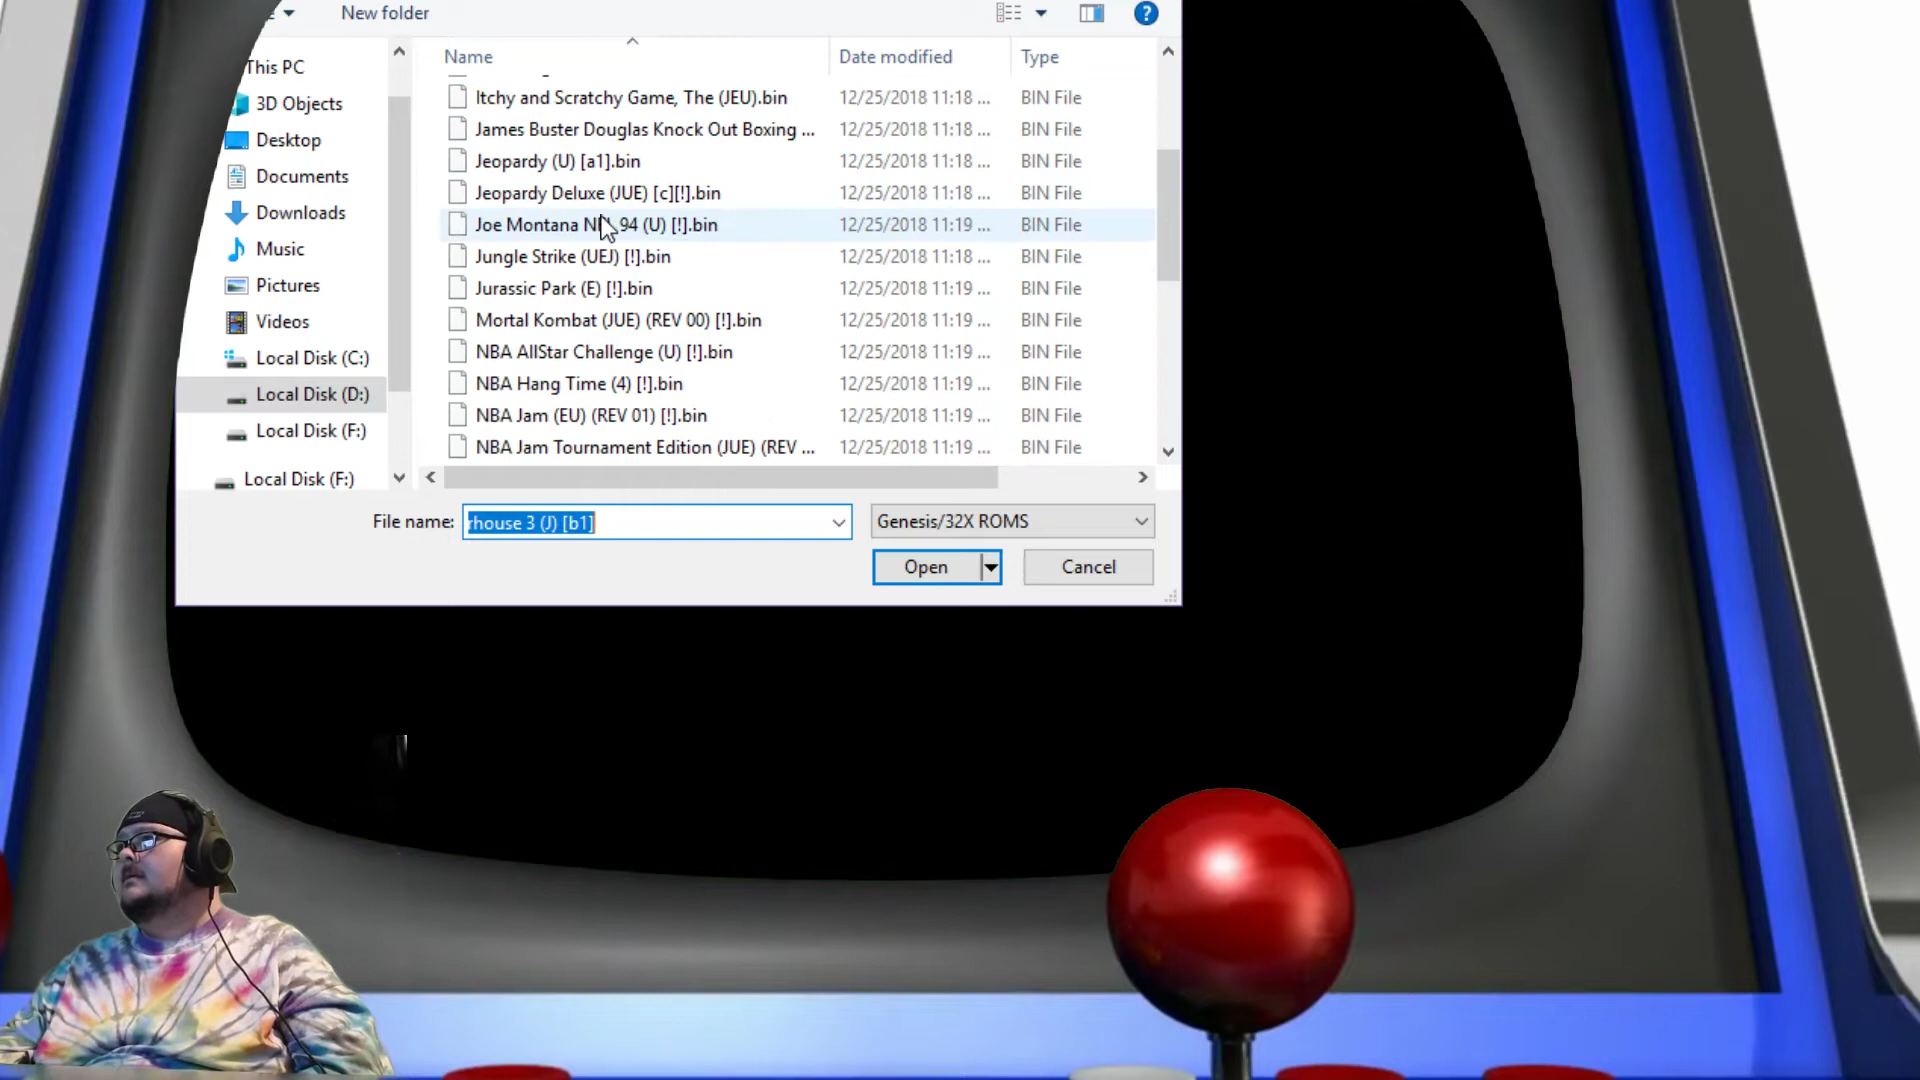 New folder
?
Name
Date modified
Type
This PC
3D Objects
Desktop
Documents
Downloads
Music
Pictures
Videos
Local Disk (C:)
Local Disk (D:)
Local Disk (F:)
Local Disk (F:)
Itchy and Scratchy Game, The (JEU).bin 12/25/2018 11:18 ... BIN File
James Buster Douglas Knock Out Boxing ... 12/25/2018 11:18 ... BIN File
Jeopardy (U) [a1].bin 12/25/2018 11:18 ... BIN File
Jeopardy Deluxe (JUE) [c][!].bin 12/25/2018 11:18 ... BIN File
Joe Montana NFL 94 (U) [!].bin 12/25/2018 11:19 ... BIN File
Jungle Strike (UEJ) [!].bin 12/25/2018 11:18 ... BIN File
Jurassic Park (E) [!].bin 12/25/2018 11:19 ... BIN File
Mortal Kombat (JUE) (REV 00) [!].bin 12/25/2018 11:19 ... BIN File
NBA AllStar Challenge (U) [!].bin 12/25/2018 11:19 ... BIN File
NBA Hang Time (4) [!].bin 12/25/2018 11:19 ... BIN File
NBA Jam (EU) (REV 01) [!].bin 12/25/2018 11:19 ... BIN File
NBA Jam Tournament Edition (JUE) (REV ... 12/25/2018 11:19 ... BIN File
File name: rhouse 3 (J) [b1]
Genesis/32X ROMS
Open
Cancel